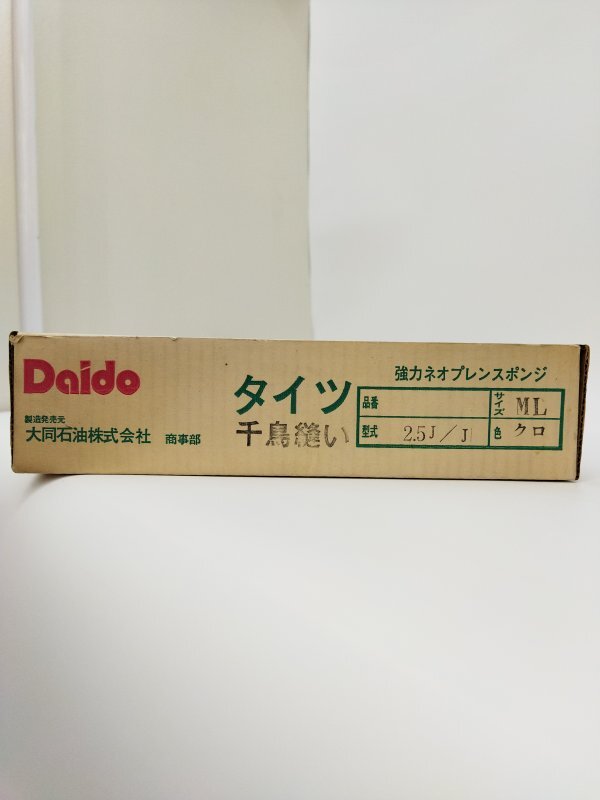 Daido
製造発売元
大同石油株式会社 商事部
タイツ
千鳥縫い
強力ネオプレンスポンジ
品番
サイズ ML
型式 2.5J/J
色 クロ